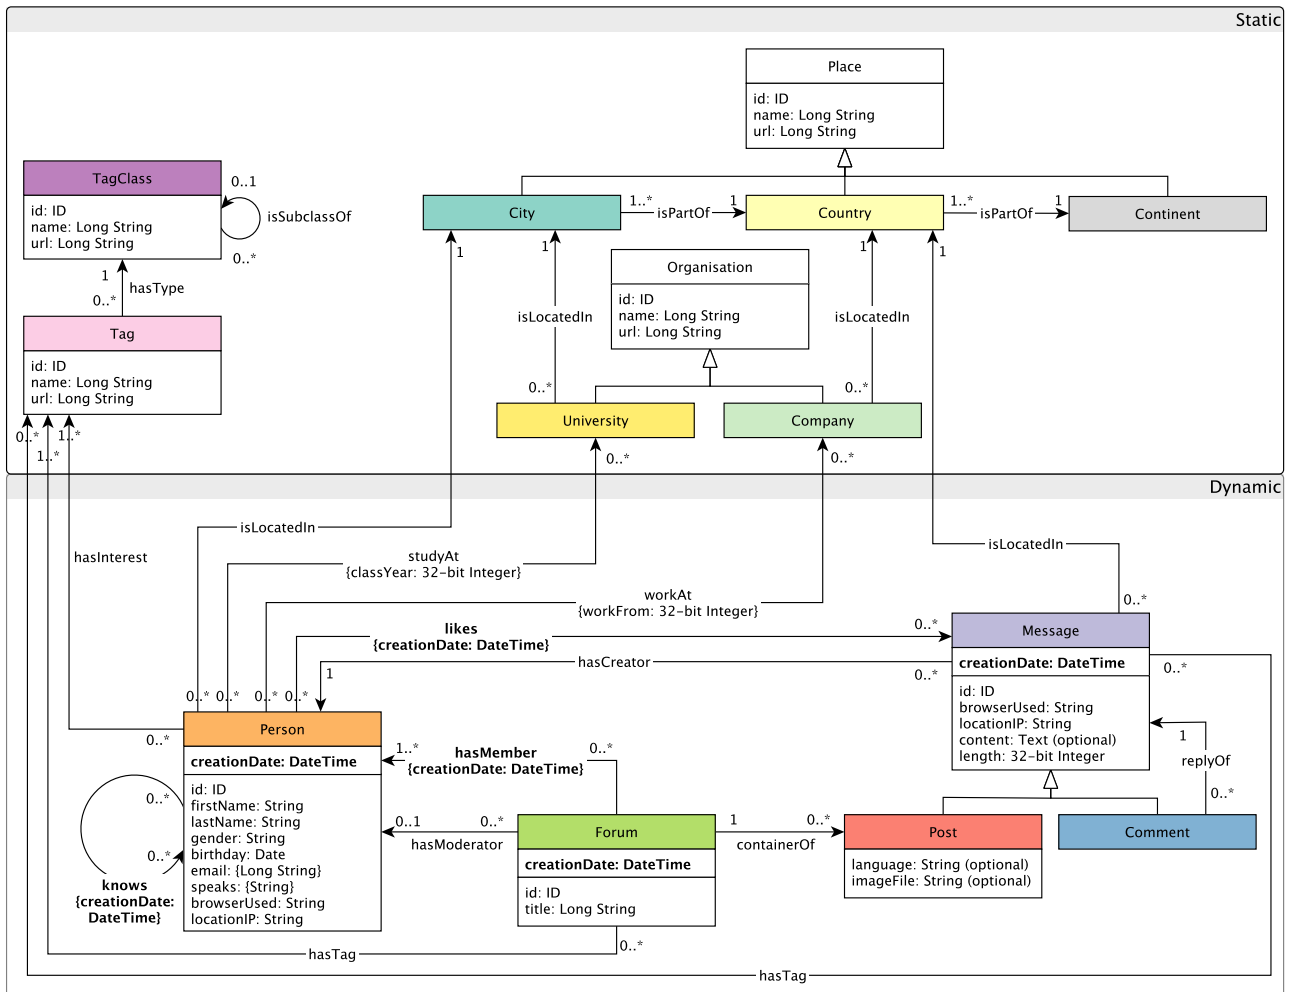 Static
Place
id: ID
name: Long String
url: Long String
TagClass
id: ID
name: Long String
url: Long String
0..1
isSubclassOf
0..*
City
1..*
isPartOf
1
Country
1..*
isPartOf
1
Continent
1
1
1
1
Organisation
id: ID
name: Long String
url: Long String
1
hasType
0..*
Tag
id: ID
name: Long String
url: Long String
isLocatedIn
isLocatedIn
0..*
0..*
University
Company
0..*
1..*
1..*
0..*
0..*
Dynamic
isLocatedIn
hasInterest
studyAt
{classYear: 32-bit Integer}
isLocatedIn
workAt
{workFrom: 32-bit Integer}
0..*
likes
{creationDate: DateTime}
0..*
Message
creationDate: DateTime
id: ID
browserUsed: String
locationIP: String
content: Text (optional)
length: 32-bit Integer
hasCreator
1
0..*
0..*
0..*
0..*
0..*
0..*
Person
creationDate: DateTime
id: ID
firstName: String
lastName: String
gender: String
birthday: Date
email: {Long String}
speaks: {String}
browserUsed: String
locationIP: String
0..*
0..*
0..*
knows
{creationDate:
DateTime}
1..*
hasMember
{creationDate: DateTime}
0..*
0..1
0..*
hasModerator
Forum
creationDate: DateTime
id: ID
title: Long String
1
0..*
containerOf
Post
language: String (optional)
imageFile: String (optional)
1
replyOf
0..*
Comment
0..*
hasTag
hasTag